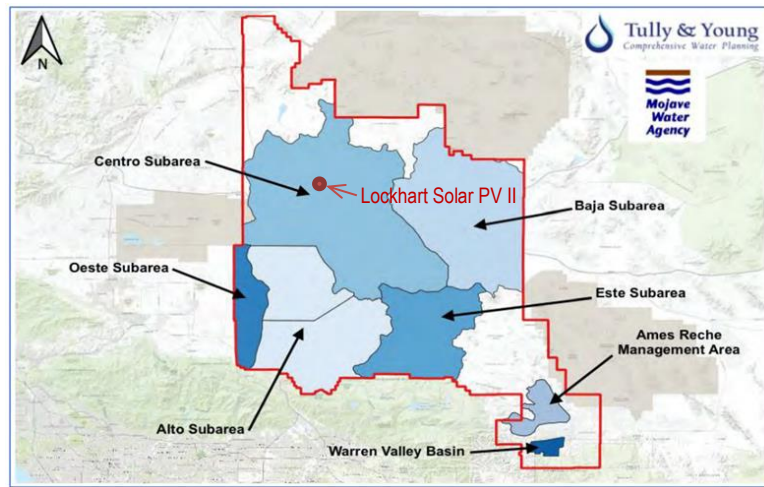 N
Tully & Young
Comprehensive Water Planning
Mojave
Water
Agency
Centro Subarea
Lockhart Solar PV II
Baja Subarea
Oeste Subarea
Este Subarea
Ames Reche
Management Area
Alto Subarea
Warren Valley Basin